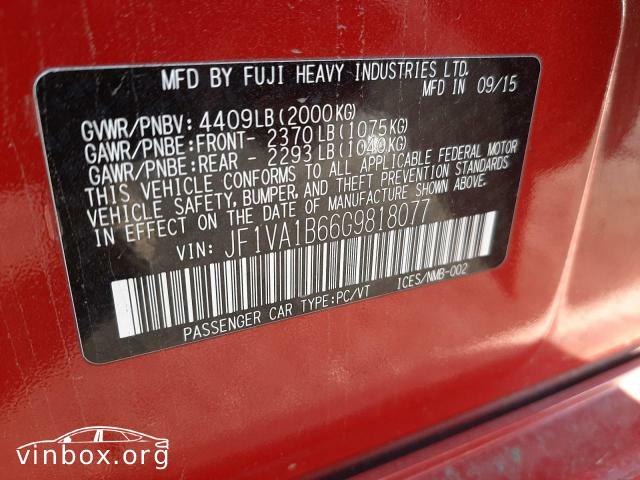 MFD BY FUJI HEAVY INDUSTRIES LTD.
MFD IN 09/15
GVWR/PNBV: 4409LB(2000KG)
GAWR/PNBE:FRONT- 2370LB(1075KG)
GAWR/PNBE:REAR - 2293LB(1040KG)
THIS VEHICLE CONFORMS TO ALL APPLICABLE FEDERAL MOTOR
VEHICLE SAFETY, BUMPER, AND THEFT PREVENTION STANDARDS
IN EFFECT ON THE DATE OF MANUFACTURE SHOWN ABOVE.
VIN: JF1VA1B66G9818077
PASSENGER CAR TYPE:PC/VT ICES/NMB-002
vinbox.org